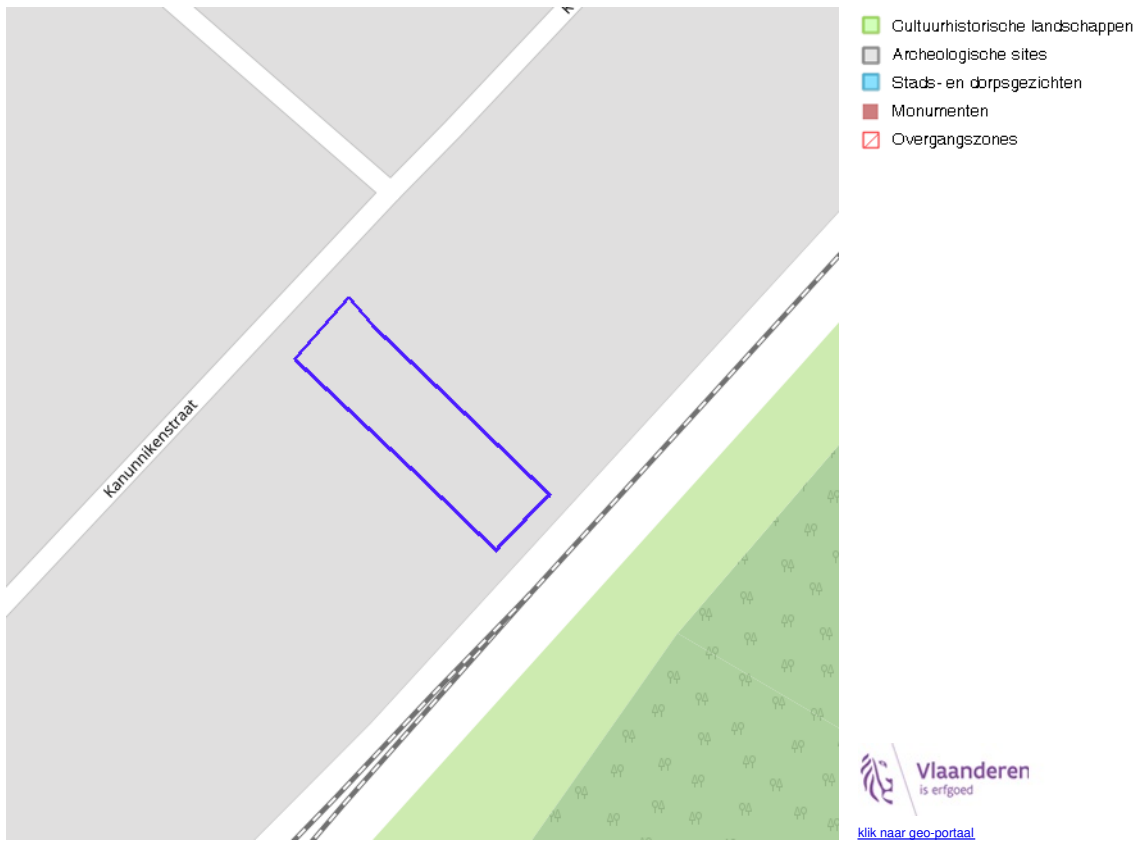 Kanunnikenstraat
Cultuurhistorische landschappen
Archeologische sites
Stads- en dorpsgezichten
Monumenten
Overgangszones
Vlaanderen
is erfgoed
klik naar geo-portaal